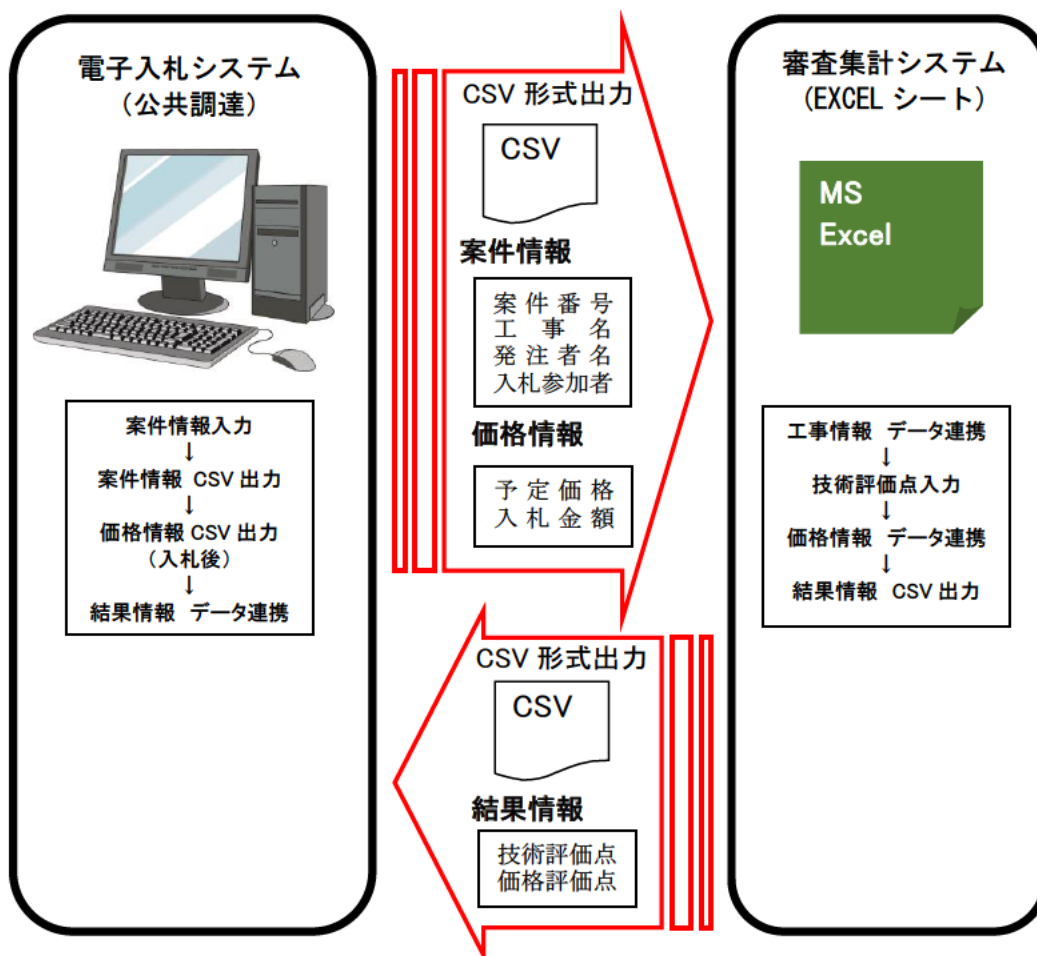 電子入札システム
（公共調達）
案件情報入力
↓
案件情報 CSV 出力
↓
価格情報 CSV 出力
（入札後）
↓
結果情報 データ連携
CSV 形式出力
CSV
案件情報
案件番号
工事名
発注者名
入札参加者
価格情報
予定価格
入札金額
CSV 形式出力
CSV
結果情報
技術評価点
価格評価点
審査集計システム
（EXCEL シート）
MS
Excel
工事情報 データ連携
↓
技術評価点入力
↓
価格情報 データ連携
↓
結果情報 CSV 出力